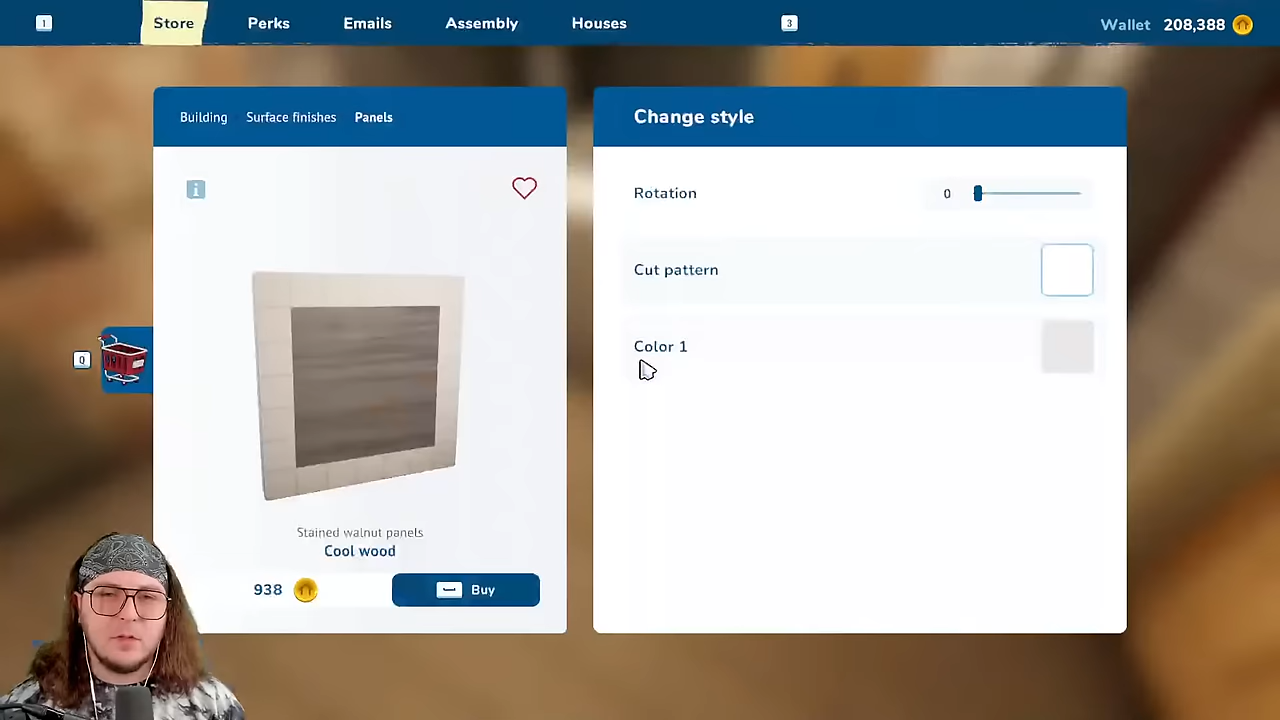 1 Store Perks Emails Assembly Houses 3 Wallet 208,388
Building Surface finishes Panels
Change style
i
Rotation 0
Cut pattern
Color 1
Q
Stained walnut panels
Cool wood
938 Buy